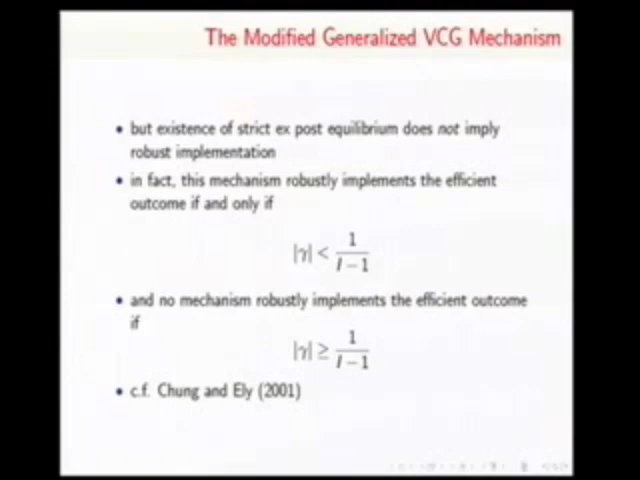 The Modified Generalized VCG Mechanism
• but existence of strict ex post equilibrium does not imply
robust implementation
• in fact, this mechanism robustly implements the efficient
outcome if and only if
|γ| < 1/(I − 1)
• and no mechanism robustly implements the efficient outcome
if
|γ| ≥ 1/(I − 1)
• c.f. Chung and Ely (2001)